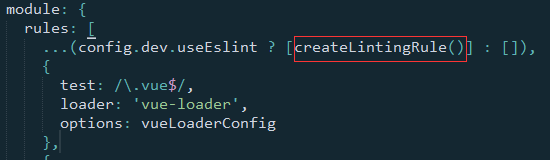 module: {
rules: [
...(config.dev.useEslint ? [createLintingRule()] : []),
{
test: /\.vue$/,
loader: 'vue-loader',
options: vueLoaderConfig
},
{